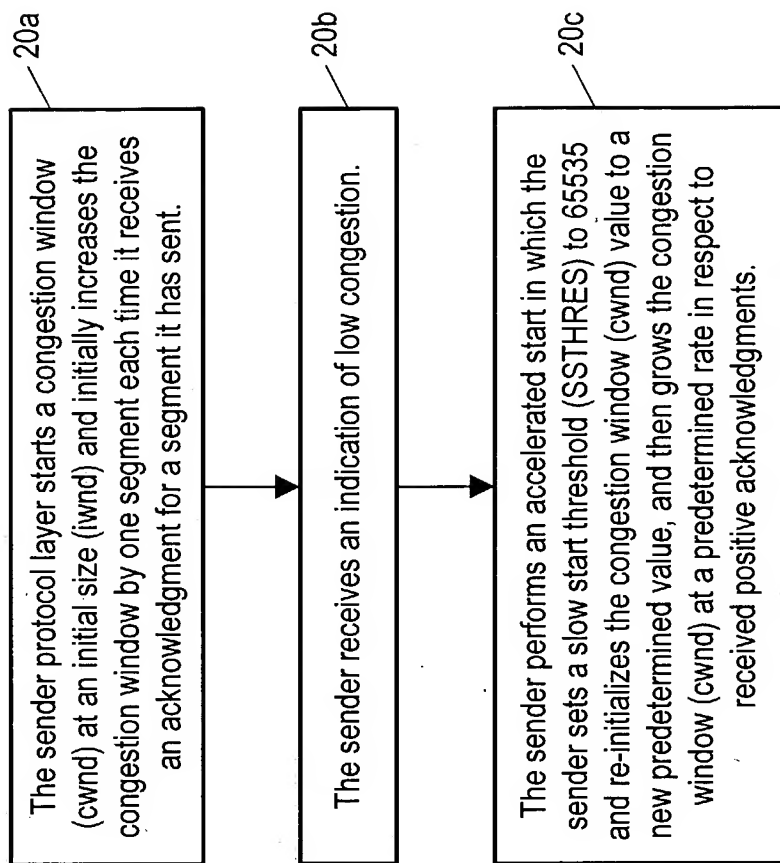 20a
The sender protocol layer starts a congestion window
(cwnd) at an initial size (iwnd) and initially increases the
congestion window by one segment each time it receives
an acknowledgment for a segment it has sent.
20b
The sender receives an indication of low congestion.
20c
The sender performs an accelerated start in which the
sender sets a slow start threshold (SSTHRES) to 65535
and re-initializes the congestion window (cwnd) value to a
new predetermined value, and then grows the congestion
window (cwnd) at a predetermined rate in respect to
received positive acknowledgments.